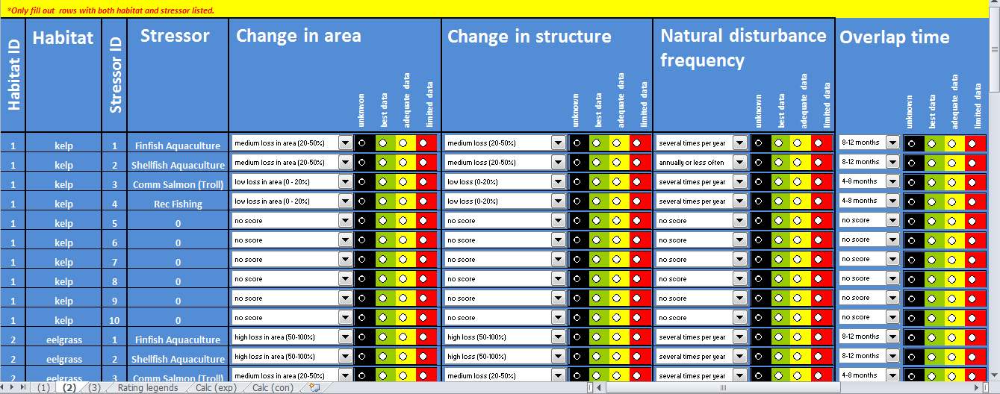 *Only fill out rows with both habitat and stressor listed.
Habitat ID Habitat Stressor ID Stressor Change in area unknwon best data adequate data limited data Change in structure unknown best data adequate data limited data Natural disturbance frequency unknown best data adequate data limited data Overlap time unknown best data adequate data limited data
1 kelp 1 Finfish Aquaculture medium loss in area (20-50%) medium loss (20-50%) several times per year 8-12 months
1 kelp 2 Shellfish Aquaculture medium loss in area (20-50%) medium loss (20-50%) annually or less often 8-12 months
1 kelp 3 Comm Salmon (Troll) low loss in area (0 - 20%) low loss (0-20%) several times per year 4-8 months
1 kelp 4 Rec Fishing low loss in area (0 - 20%) low loss (0-20%) several times per year 4-8 months
1 kelp 5 0 no score no score no score no score
1 kelp 6 0 no score no score no score no score
1 kelp 7 0 no score no score no score no score
1 kelp 8 0 no score no score no score no score
1 kelp 9 0 no score no score no score no score
1 kelp 10 0 no score no score no score no score
2 eelgrass 1 Finfish Aquaculture high loss in area (50-100%) high loss (50-100%) several times per year 8-12 months
2 eelgrass 2 Shellfish Aquaculture high loss in area (50-100%) high loss (50-100%) several times per year 8-12 months
2 eelgrass 3 Comm Salmon (Troll) medium loss in area (20-50%) medium loss (20-50%) several times per year 4-8 months
(1) (2) (3) Rating legends Calc (exp) Calc (con)